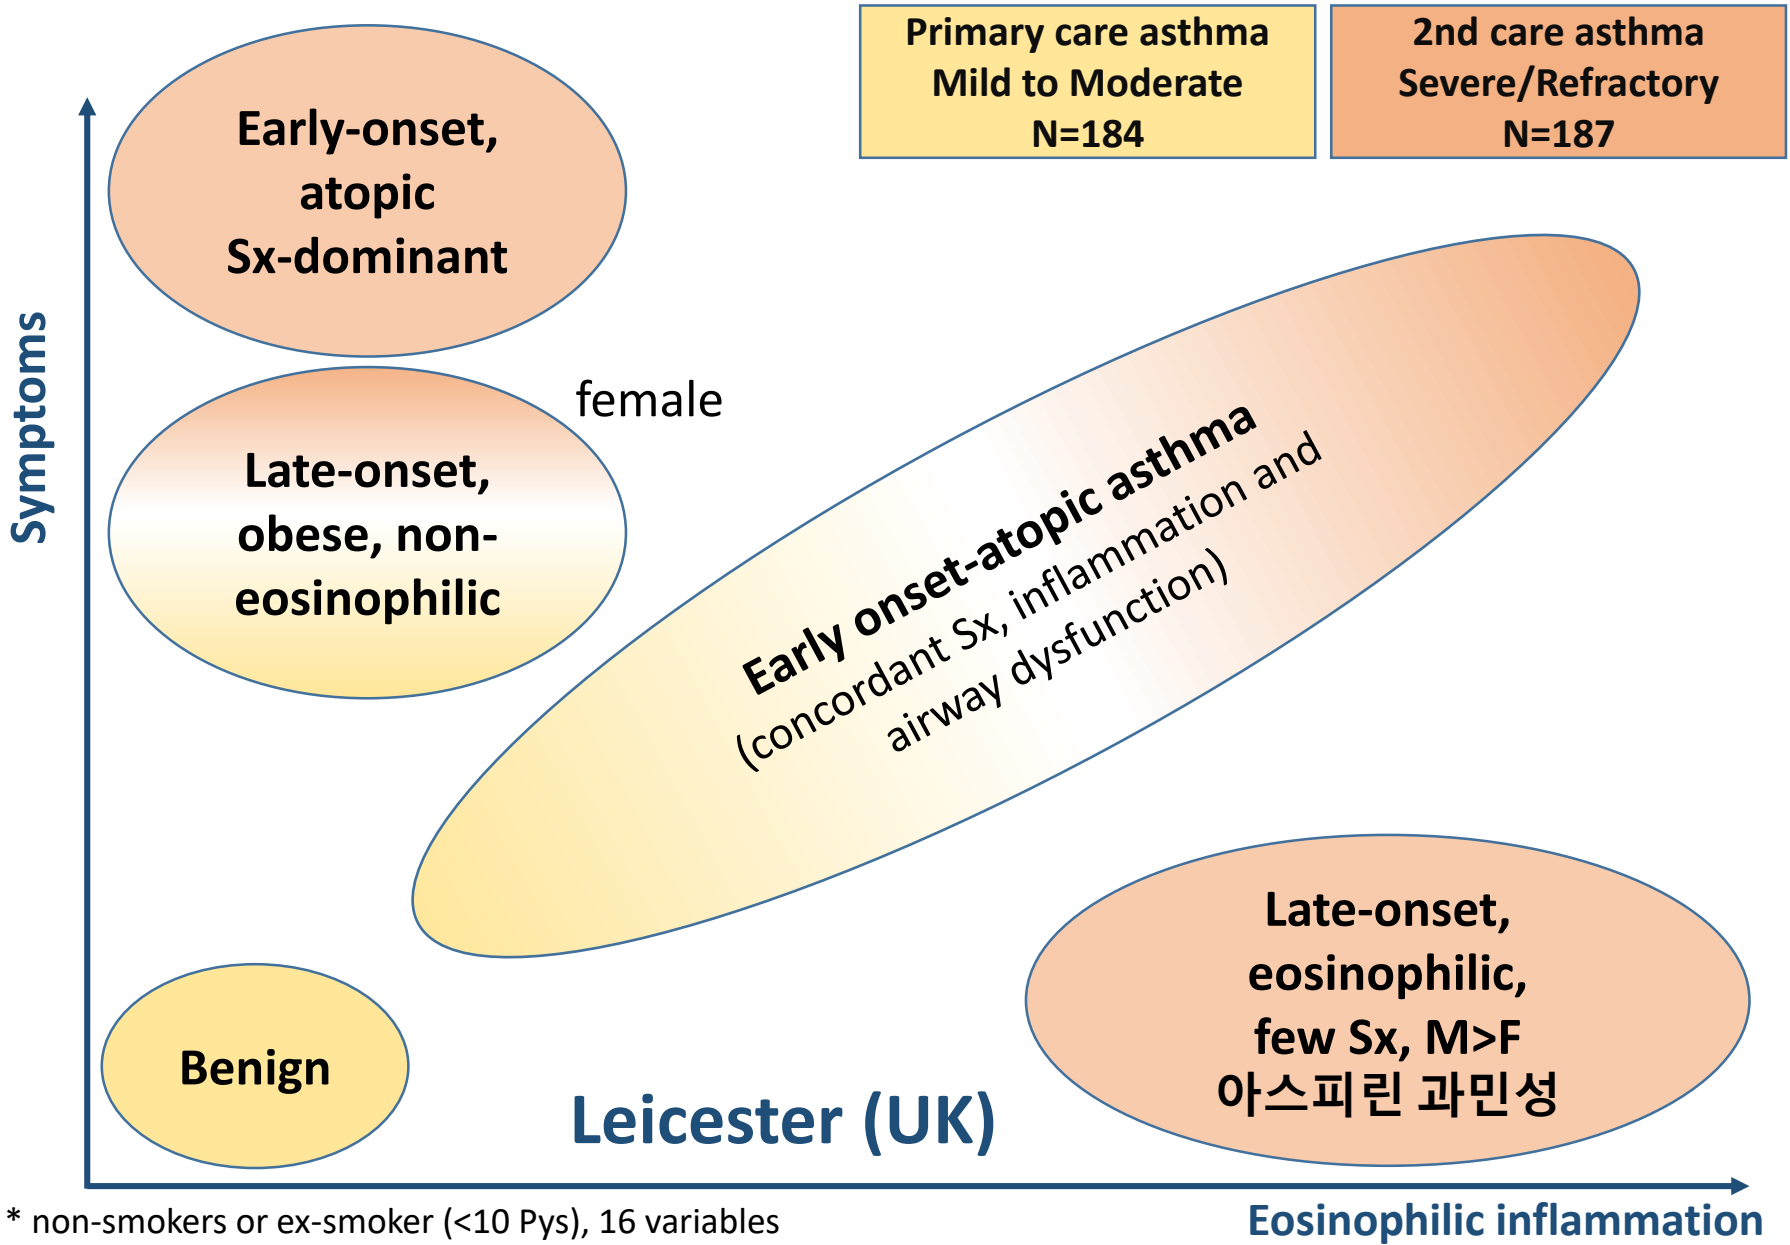 Primary care asthma
Mild to Moderate
N=184
2nd care asthma
Severe/Refractory
N=187
Early-onset,
atopic
Sx-dominant
Symptoms
female
Late-onset,
obese, non-
eosinophilic
Early onset-atopic asthma
(concordant Sx, inflammation and
airway dysfunction)
Late-onset,
eosinophilic,
few Sx, M>F
아스피린 과민성
Benign
Leicester (UK)
* non-smokers or ex-smoker (<10 Pys), 16 variables
Eosinophilic inflammation